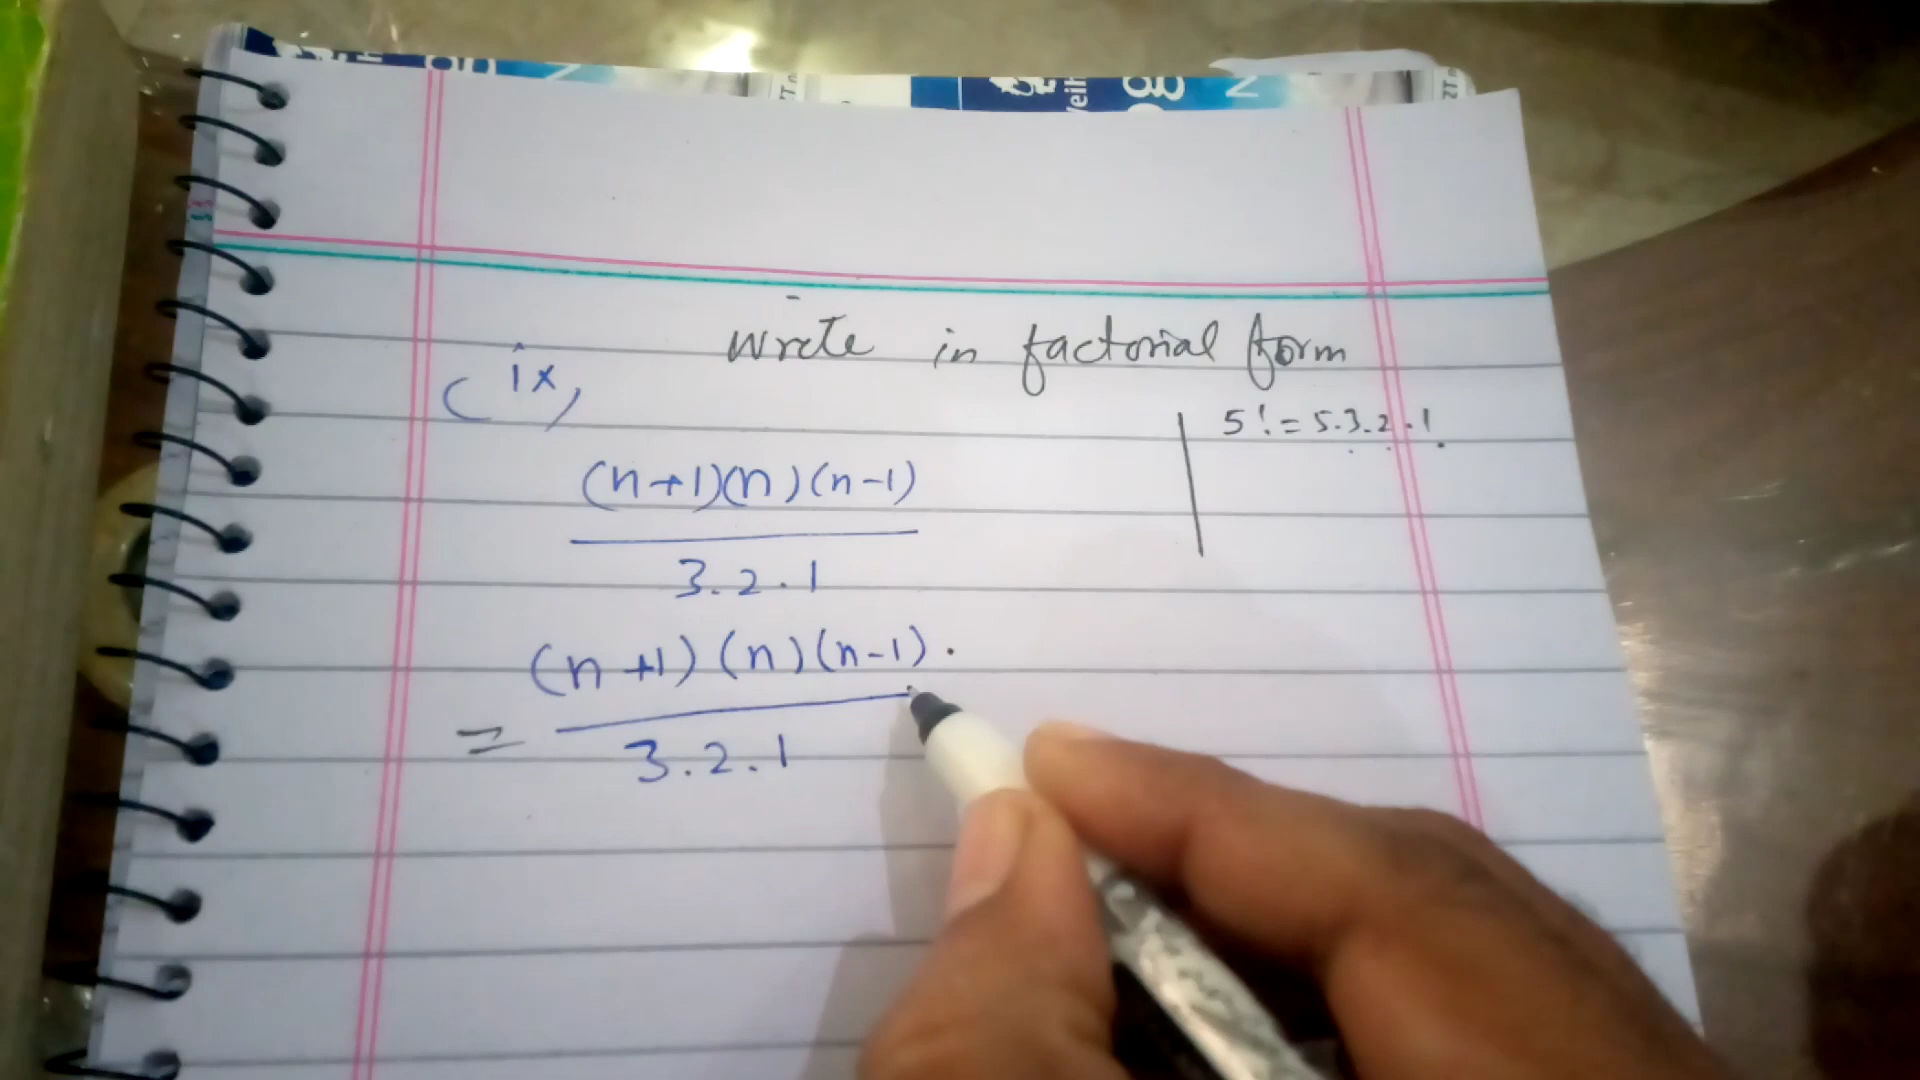 write in factorial form
(ix)
5! = 5.3.2.1.
(n+1)(n)(n-1)
3.2.1
(n+1)(n)(n-1).
=
3.2.1